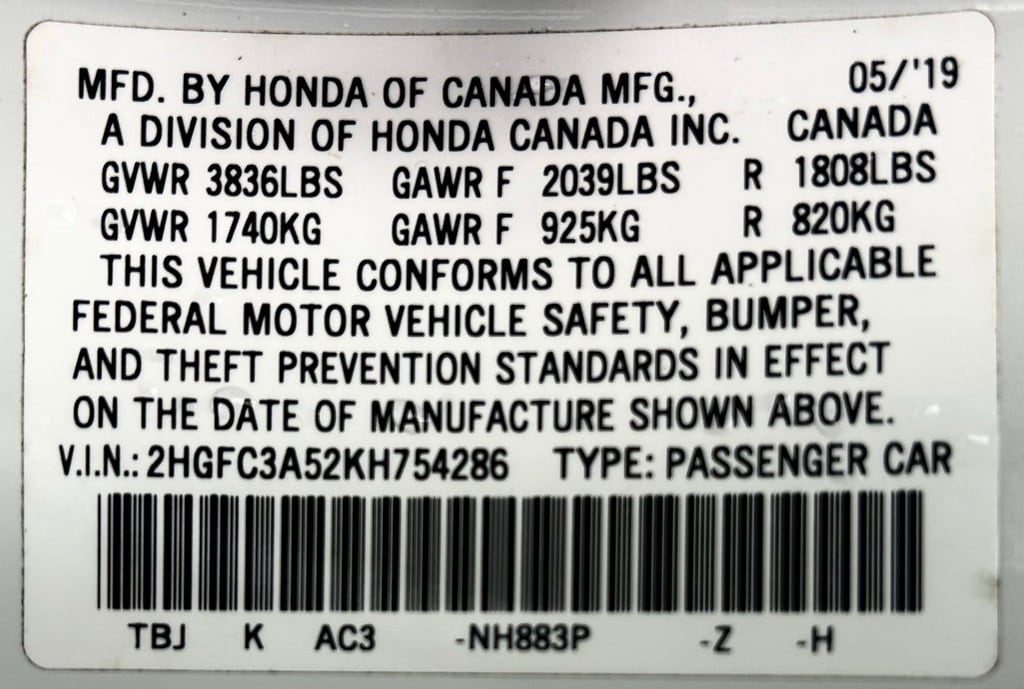 MFD. BY HONDA OF CANADA MFG., 05/'19
A DIVISION OF HONDA CANADA INC. CANADA
GVWR 3836LBS GAWR F 2039LBS R 1808LBS
GVWR 1740KG GAWR F 925KG R 820KG
THIS VEHICLE CONFORMS TO ALL APPLICABLE
FEDERAL MOTOR VEHICLE SAFETY, BUMPER,
AND THEFT PREVENTION STANDARDS IN EFFECT
ON THE DATE OF MANUFACTURE SHOWN ABOVE.
V.I.N.: 2HGFC3A52KH754286 TYPE: PASSENGER CAR
TBJ K AC3 -NH883P -Z -H